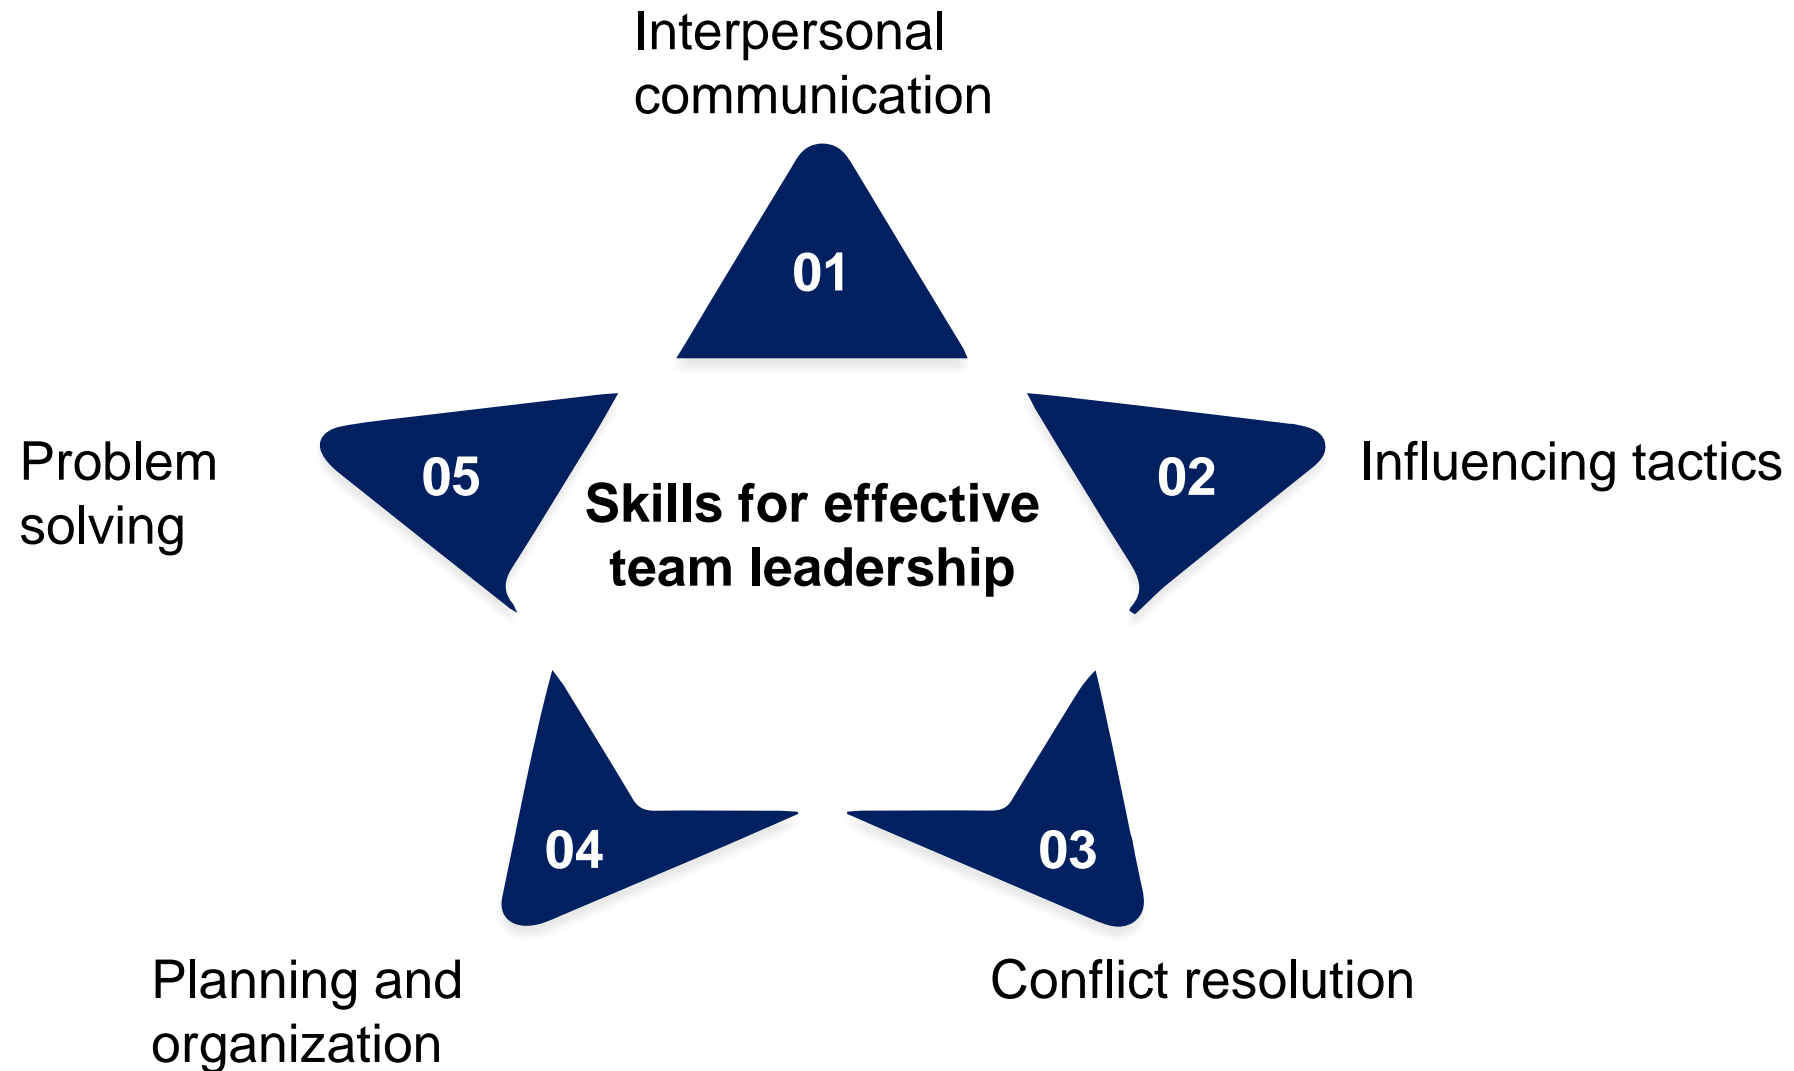 Interpersonal
communication
01
02
Influencing tactics
03
Conflict resolution
04
Planning and
organization
05
Problem
solving
Skills for effective
team leadership